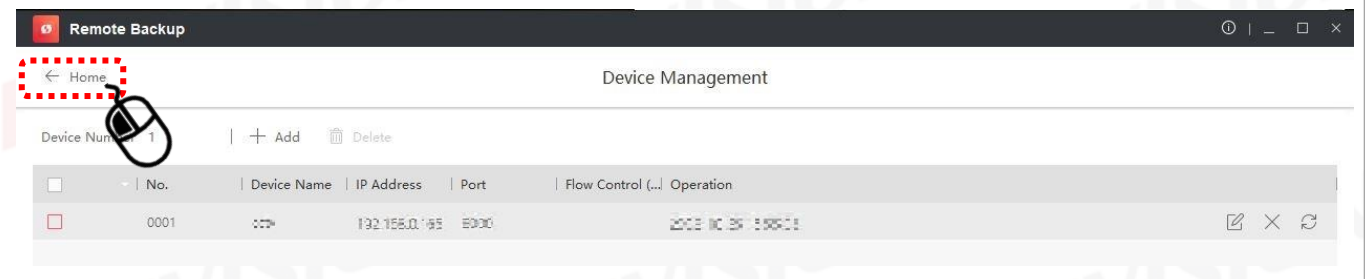 Remote Backup
← Home Device Management
Device Number 1 | + Add Delete
No. | Device Name | IP Address | Port | Flow Control (... | Operation
0001